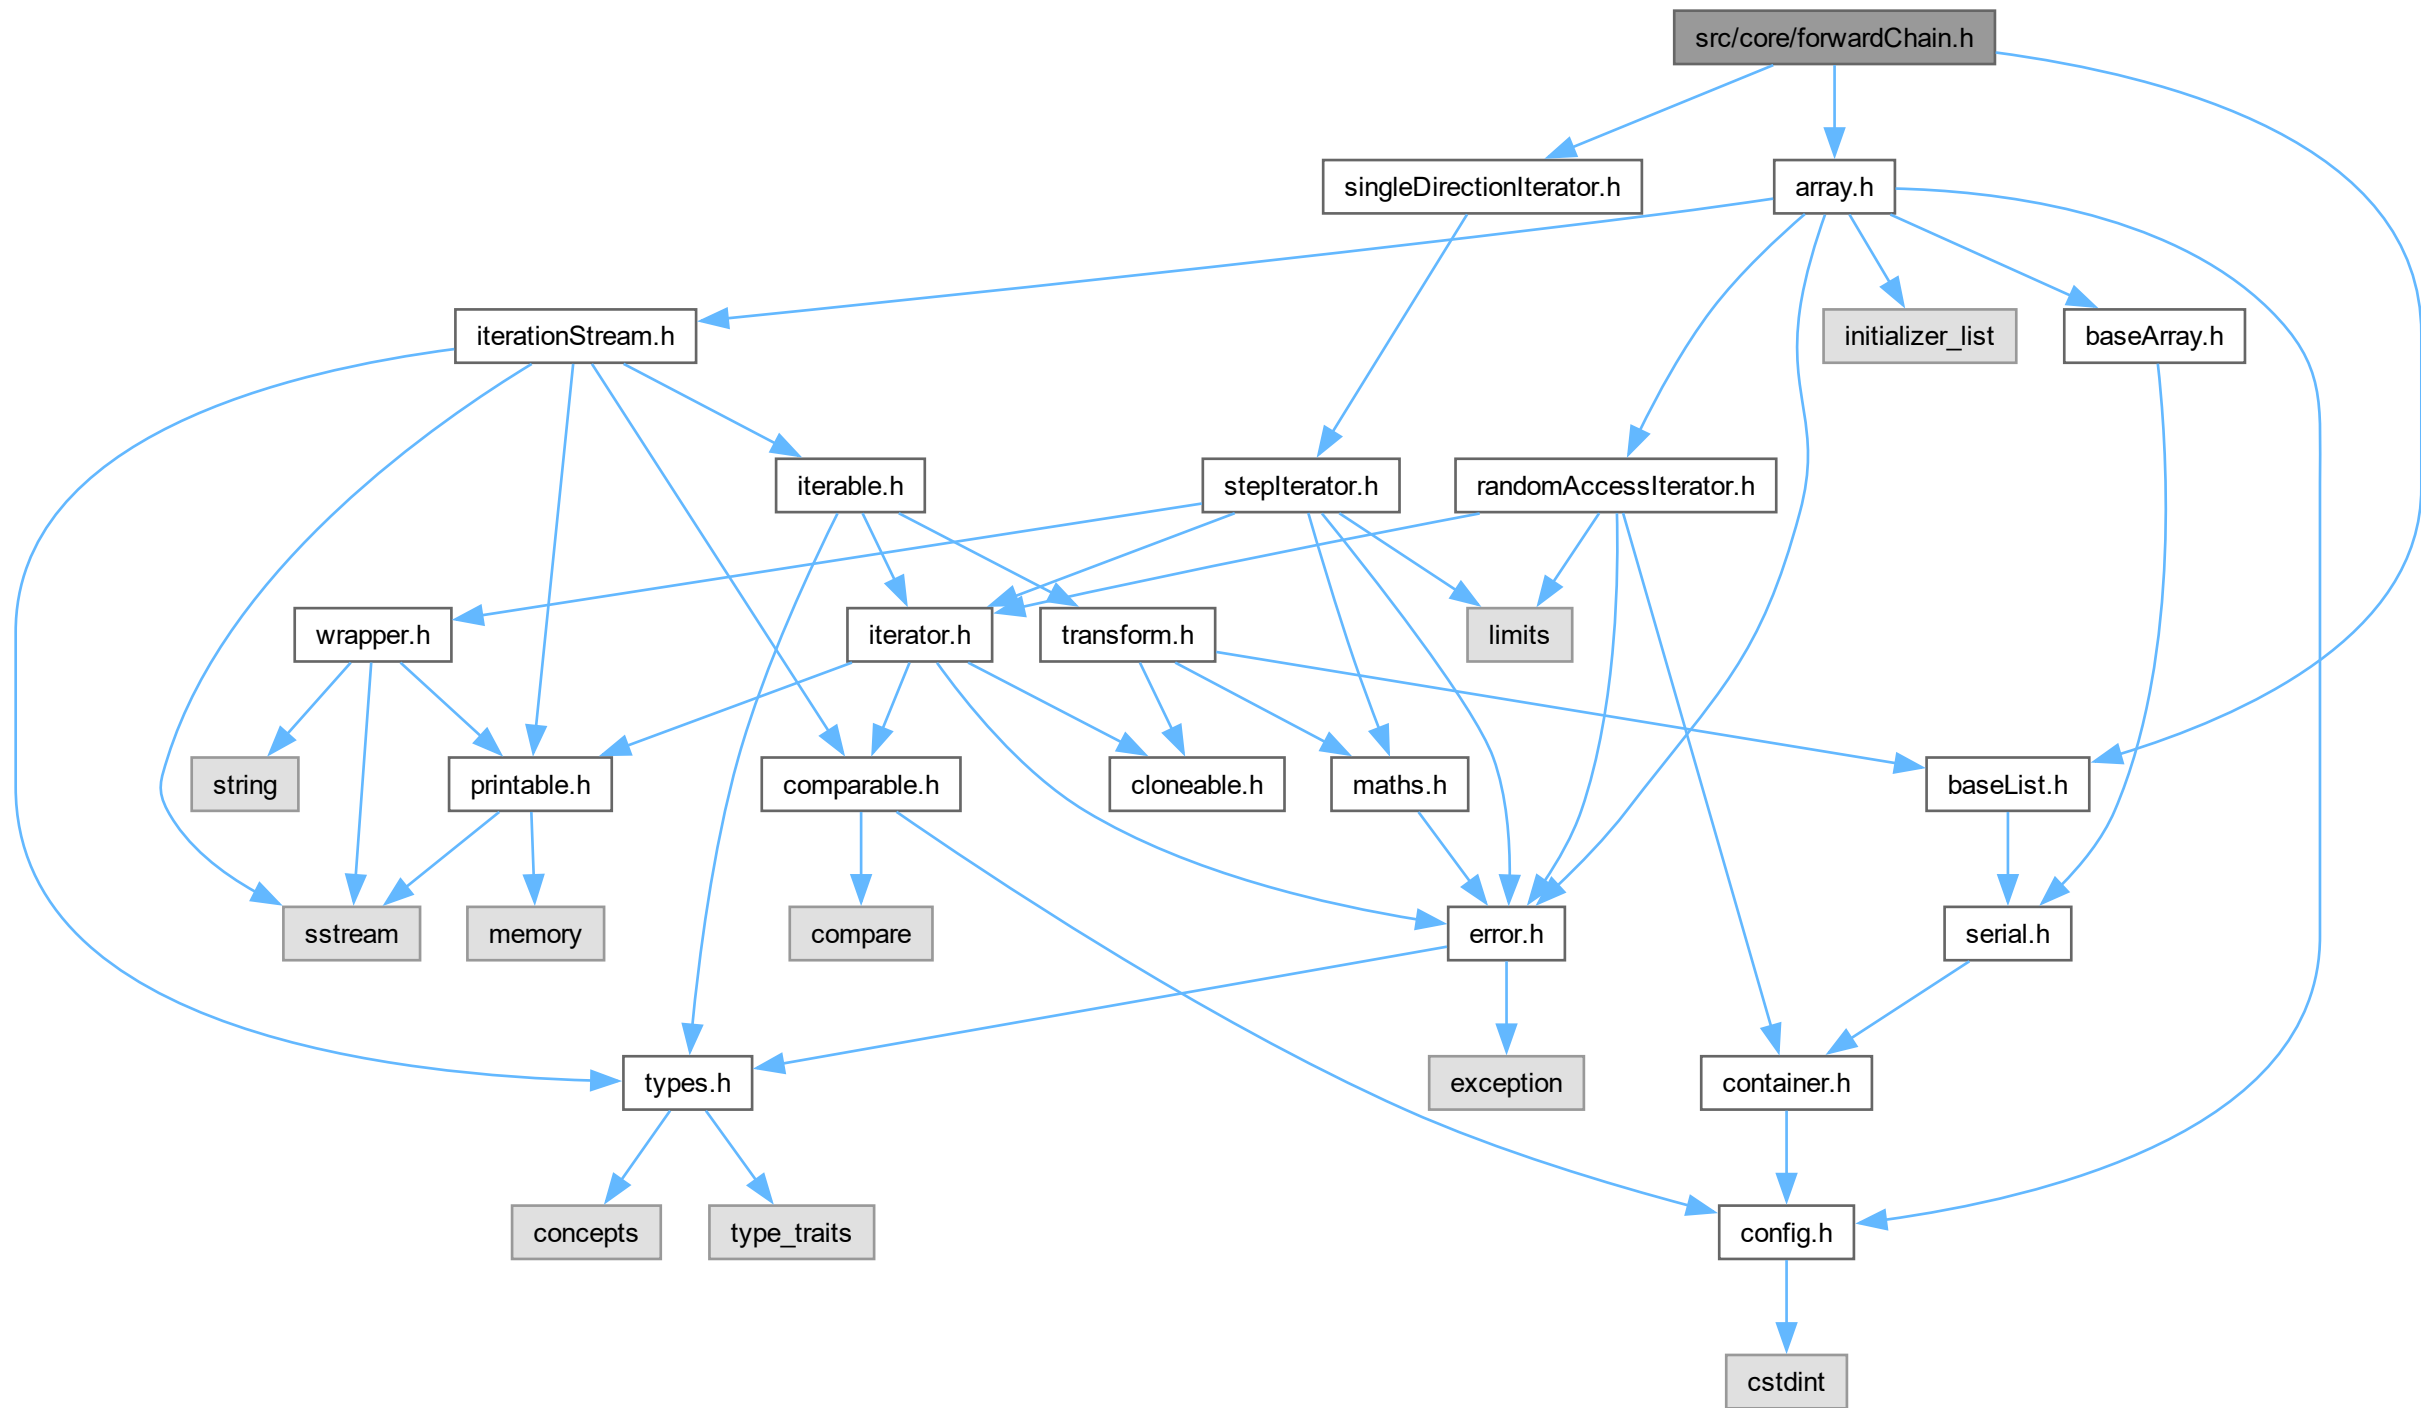 src/core/forwardChain.h
singleDirectionIterator.h
array.h
iterationStream.h
initializer_list
baseArray.h
iterable.h
stepIterator.h
randomAccessIterator.h
wrapper.h
iterator.h
transform.h
limits
string
printable.h
comparable.h
cloneable.h
maths.h
baseList.h
sstream
memory
compare
error.h
serial.h
types.h
exception
container.h
concepts
type_traits
config.h
cstdint